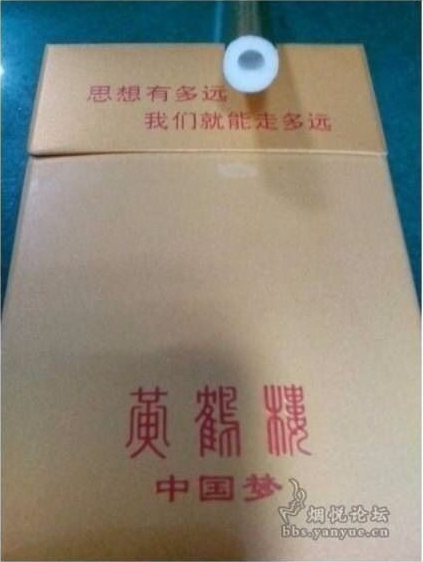 思想有多远
我们就能走多远
黄鹤楼
中国梦
烟悦论坛
bbs.yanyue.cn